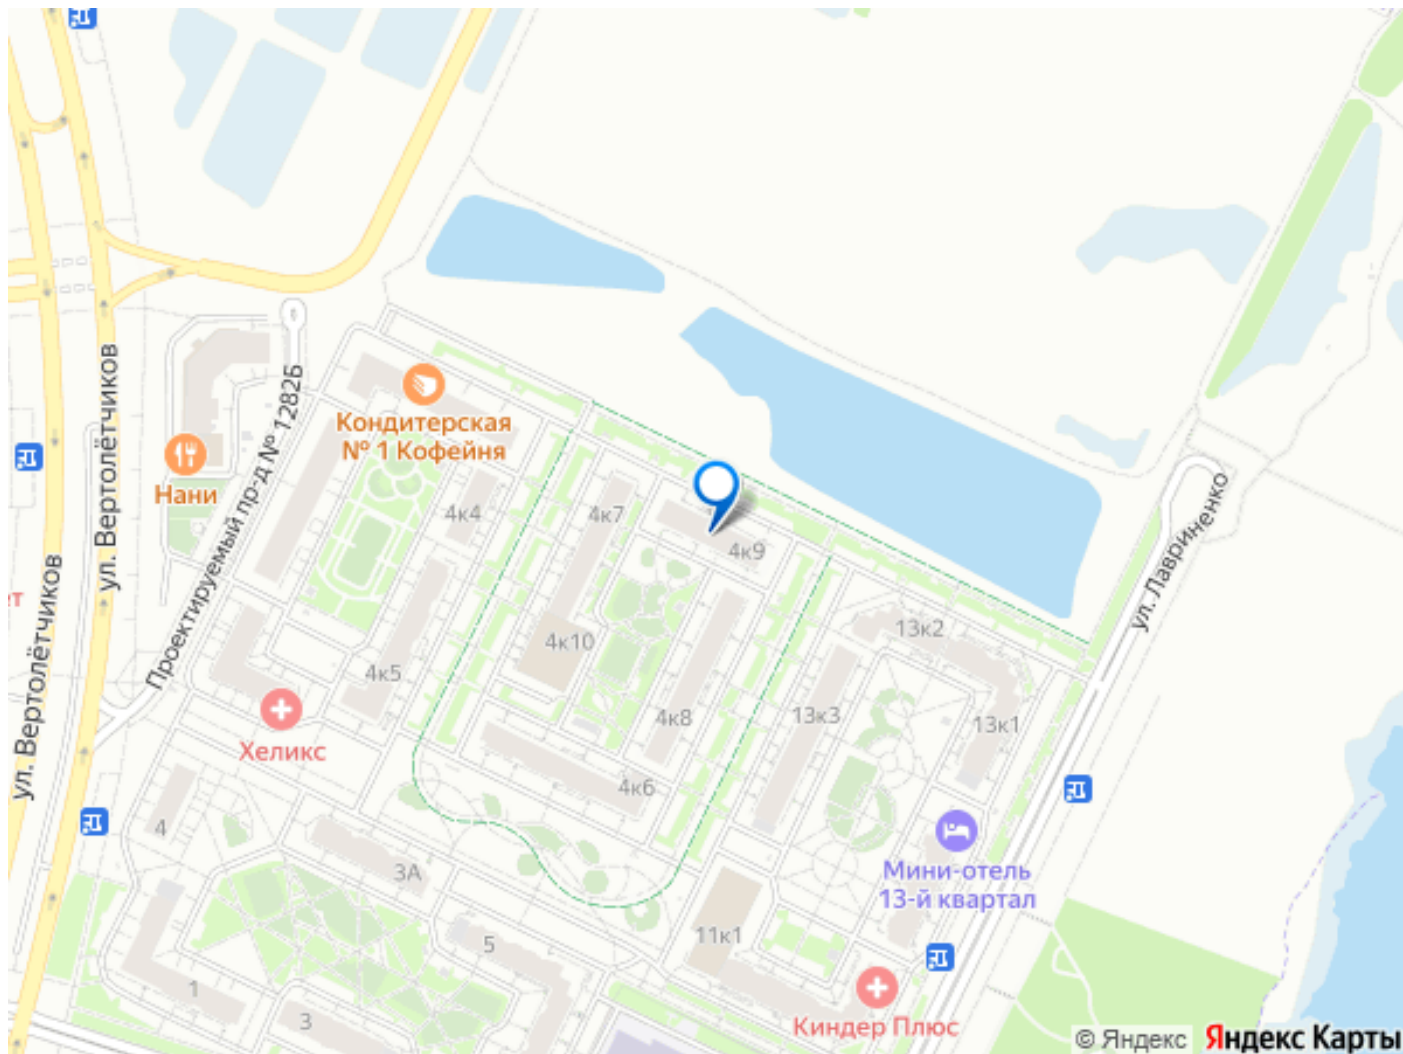 ул. Вертолётчиков
ул. Вертолётчиков
Проектируемый пр-д № 1282Б
Кондитерская
№ 1 Кофейня
Нани
4к4
4к7
4к9
ул. Лавриненко
4к10
13к2
4к5
4к8
13к3
13к1
Хеликс
4к6
4
3А
Мини-отель
13-й квартал
5
11к1
1
3
Киндер Плюс
© Яндекс Яндекс Карты